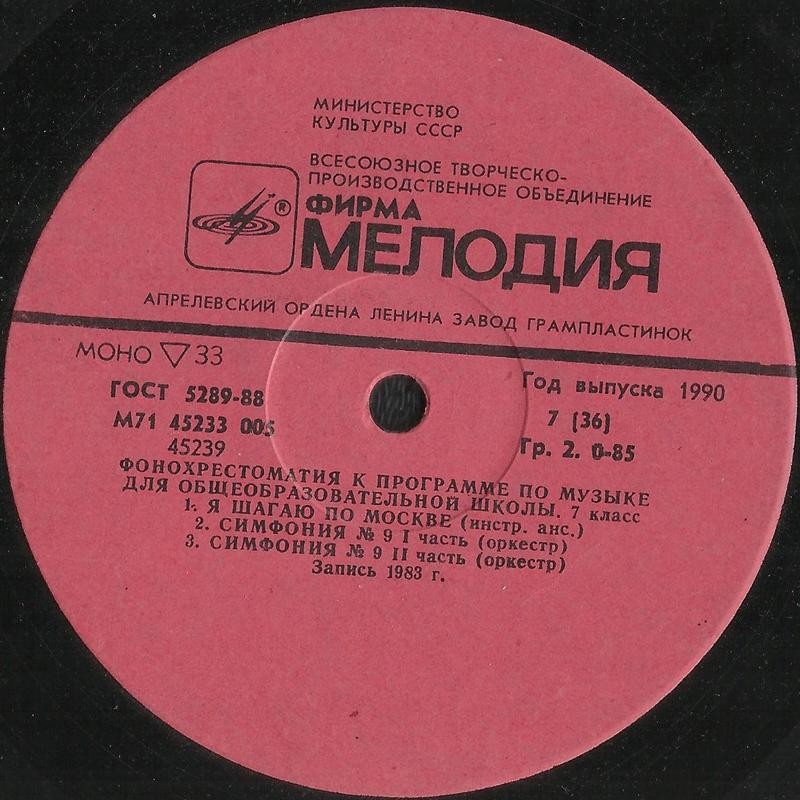 МИНИСТЕРСТВО
КУЛЬТУРЫ СССР
ВСЕСОЮЗНОЕ ТВОРЧЕСКО-
ПРОИЗВОДСТВЕННОЕ ОБЪЕДИНЕНИЕ
®
ФИРМА
МЕЛОДИЯ
АПРЕЛЕВСКИЙ ОРДЕНА ЛЕНИНА ЗАВОД ГРАМПЛАСТИНОК
МОНО ▽ 33
ГОСТ 5289-88
Год выпуска 1990
М71 45233 005
7 (36)
45239
Гр. 2. 0-85
ФОНОХРЕСТОМАТИЯ К ПРОГРАММЕ ПО МУЗЫКЕ
ДЛЯ ОБЩЕОБРАЗОВАТЕЛЬНОЙ ШКОЛЫ. 7 класс
1. Я ШАГАЮ ПО МОСКВЕ (инстр. анс.)
2. СИМФОНИЯ № 9 I часть (оркестр)
3. СИМФОНИЯ № 9 II часть (оркестр)
Запись 1983 г.